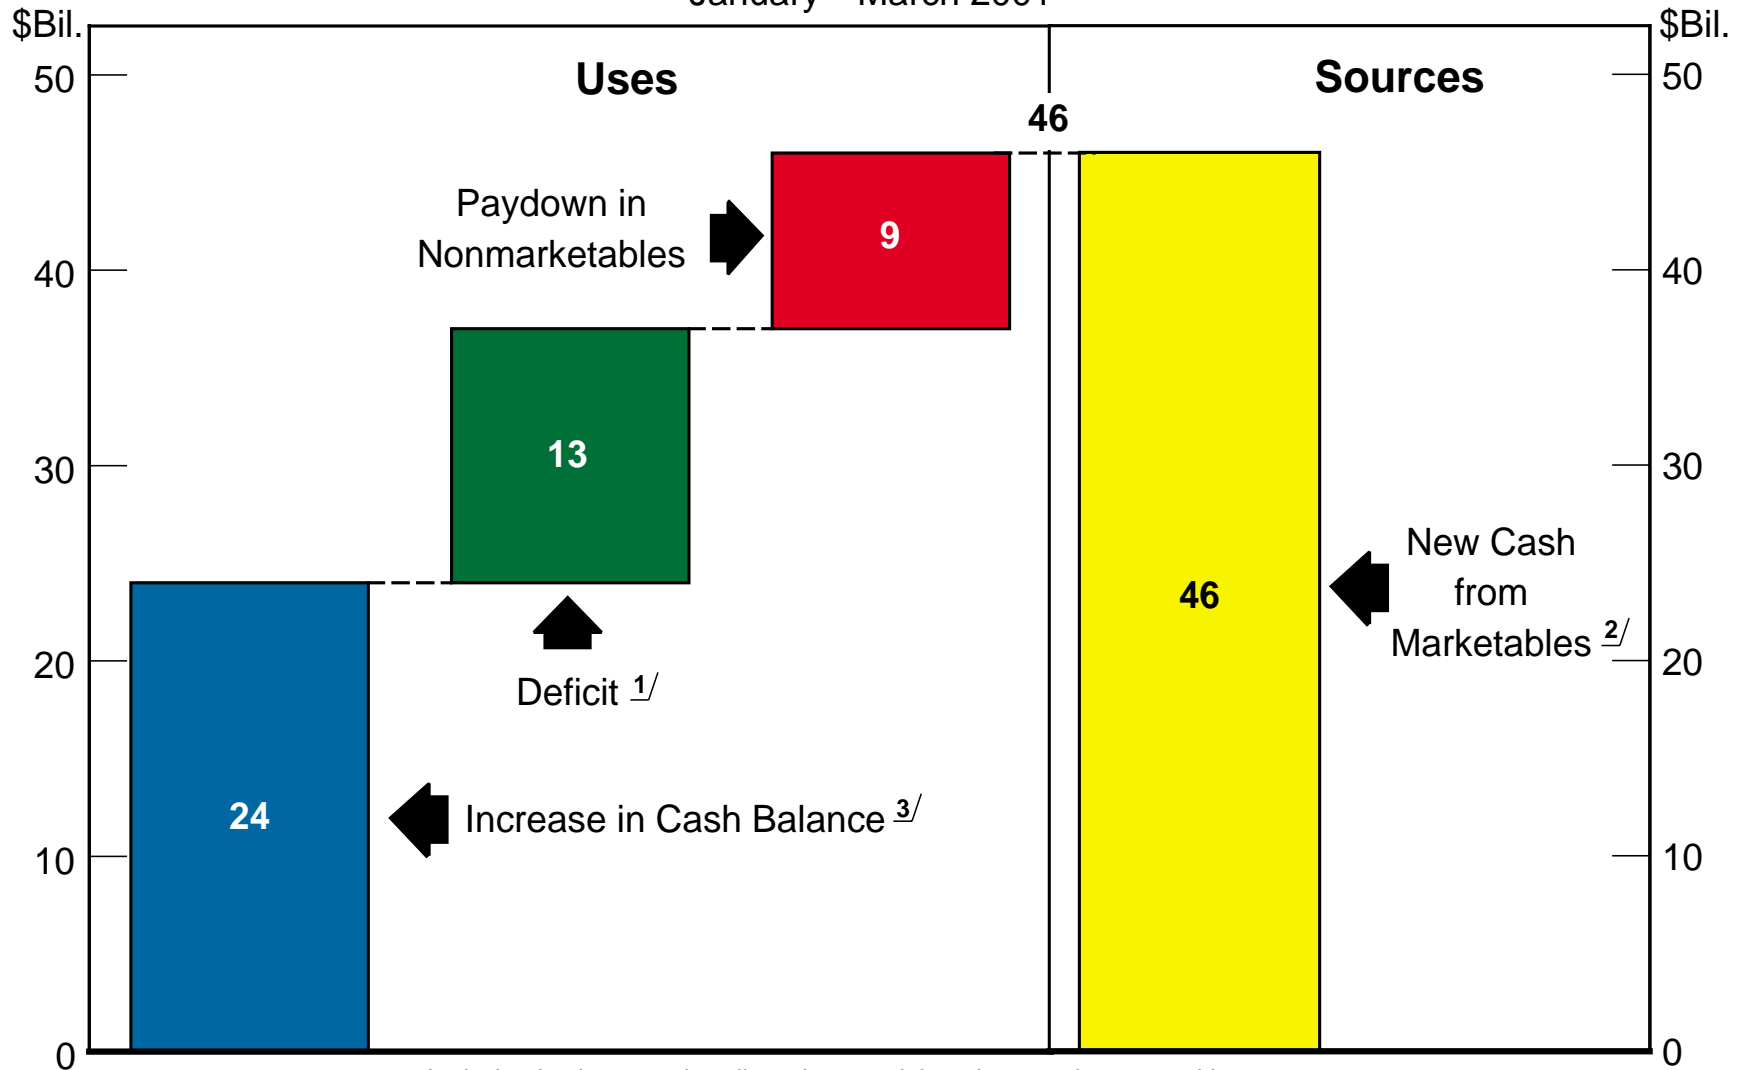 $Bil.
$Bil.
Uses
Sources
50
50
46
Paydown in
Nonmarketables
9
40
40
13
30
30
New Cash
from
Marketables 2/
46
20
20
Deficit 1/
24
Increase in Cash Balance 3/
10
10
0
0